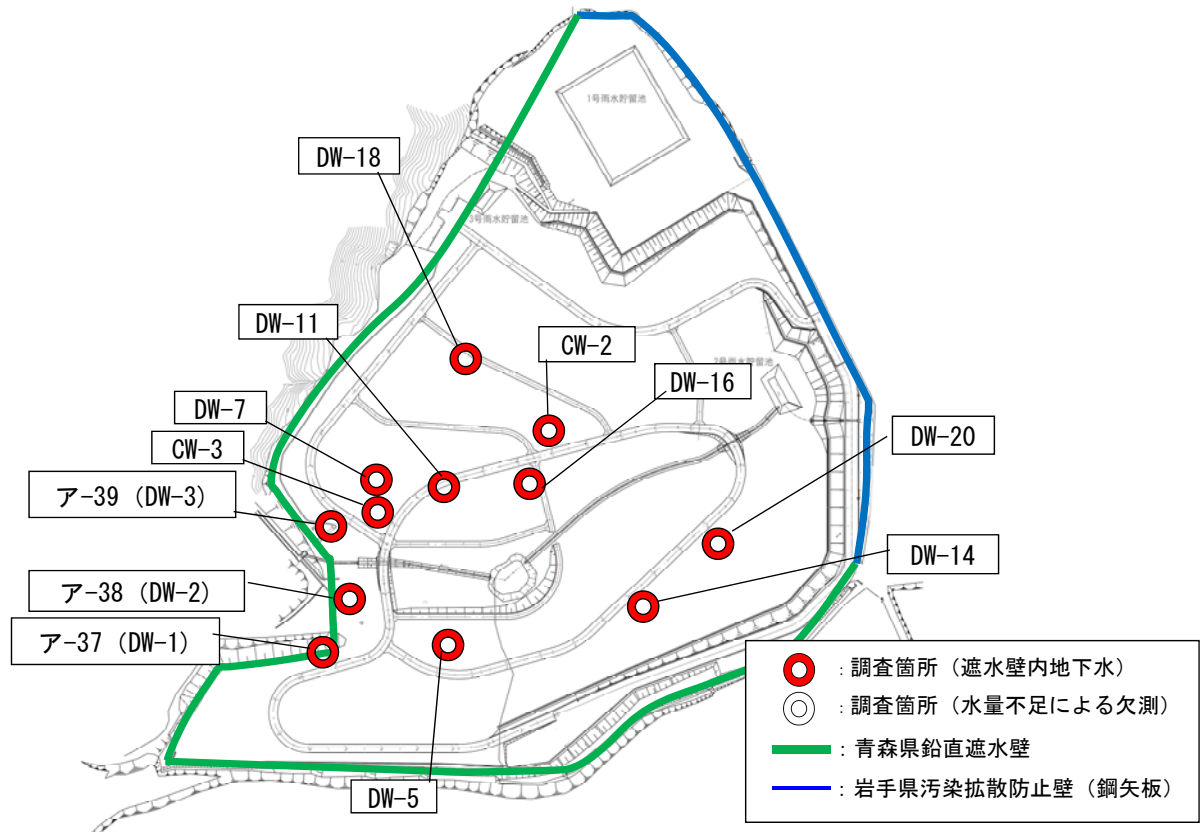 1号雨水貯留池
DW-18
3号雨水貯留池
DW-11
CW-2
2号雨水貯留池
DW-16
DW-7
DW-20
CW-3
ア-39（DW-3）
DW-14
ア-38（DW-2）
ア-37（DW-1）
DW-5
：調査箇所（遮水壁内地下水）
：調査箇所（水量不足による欠測）
：青森県鉛直遮水壁
：岩手県汚染拡散防止壁（鋼矢板）